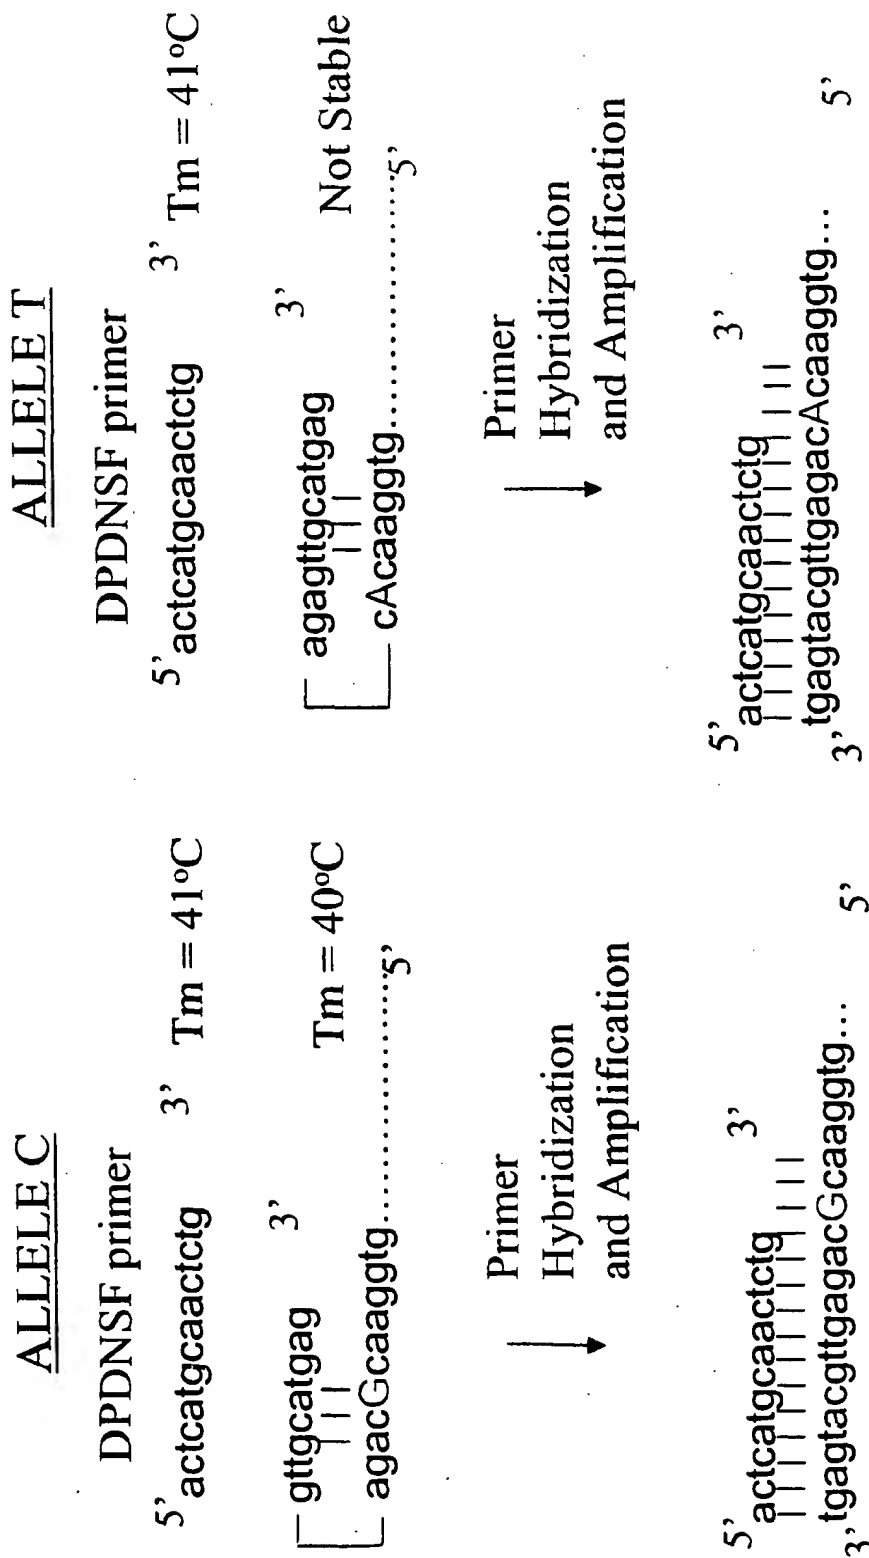 ALLELE C
DPDNSF primer
5' actcatgcaactctg 3' Tm = 41°C
gttgcatgag 3'
Tm = 40°C
agacGcaaggtg....................5'
Primer
Hybridization
and Amplification
5' 3'
actcatgcaactctg
tgagtacgttgagacGcaaggtg...
3' 5'
ALLELE T
DPDNSF primer
5' actcatgcaactctg 3' Tm = 41°C
agagttgcatgag 3'
Not Stable
cAcaaggtg....................5'
Primer
Hybridization
and Amplification
5' 3'
actcatgcaactctg
tgagtacgttgagacAcaaggtg...
3' 5'